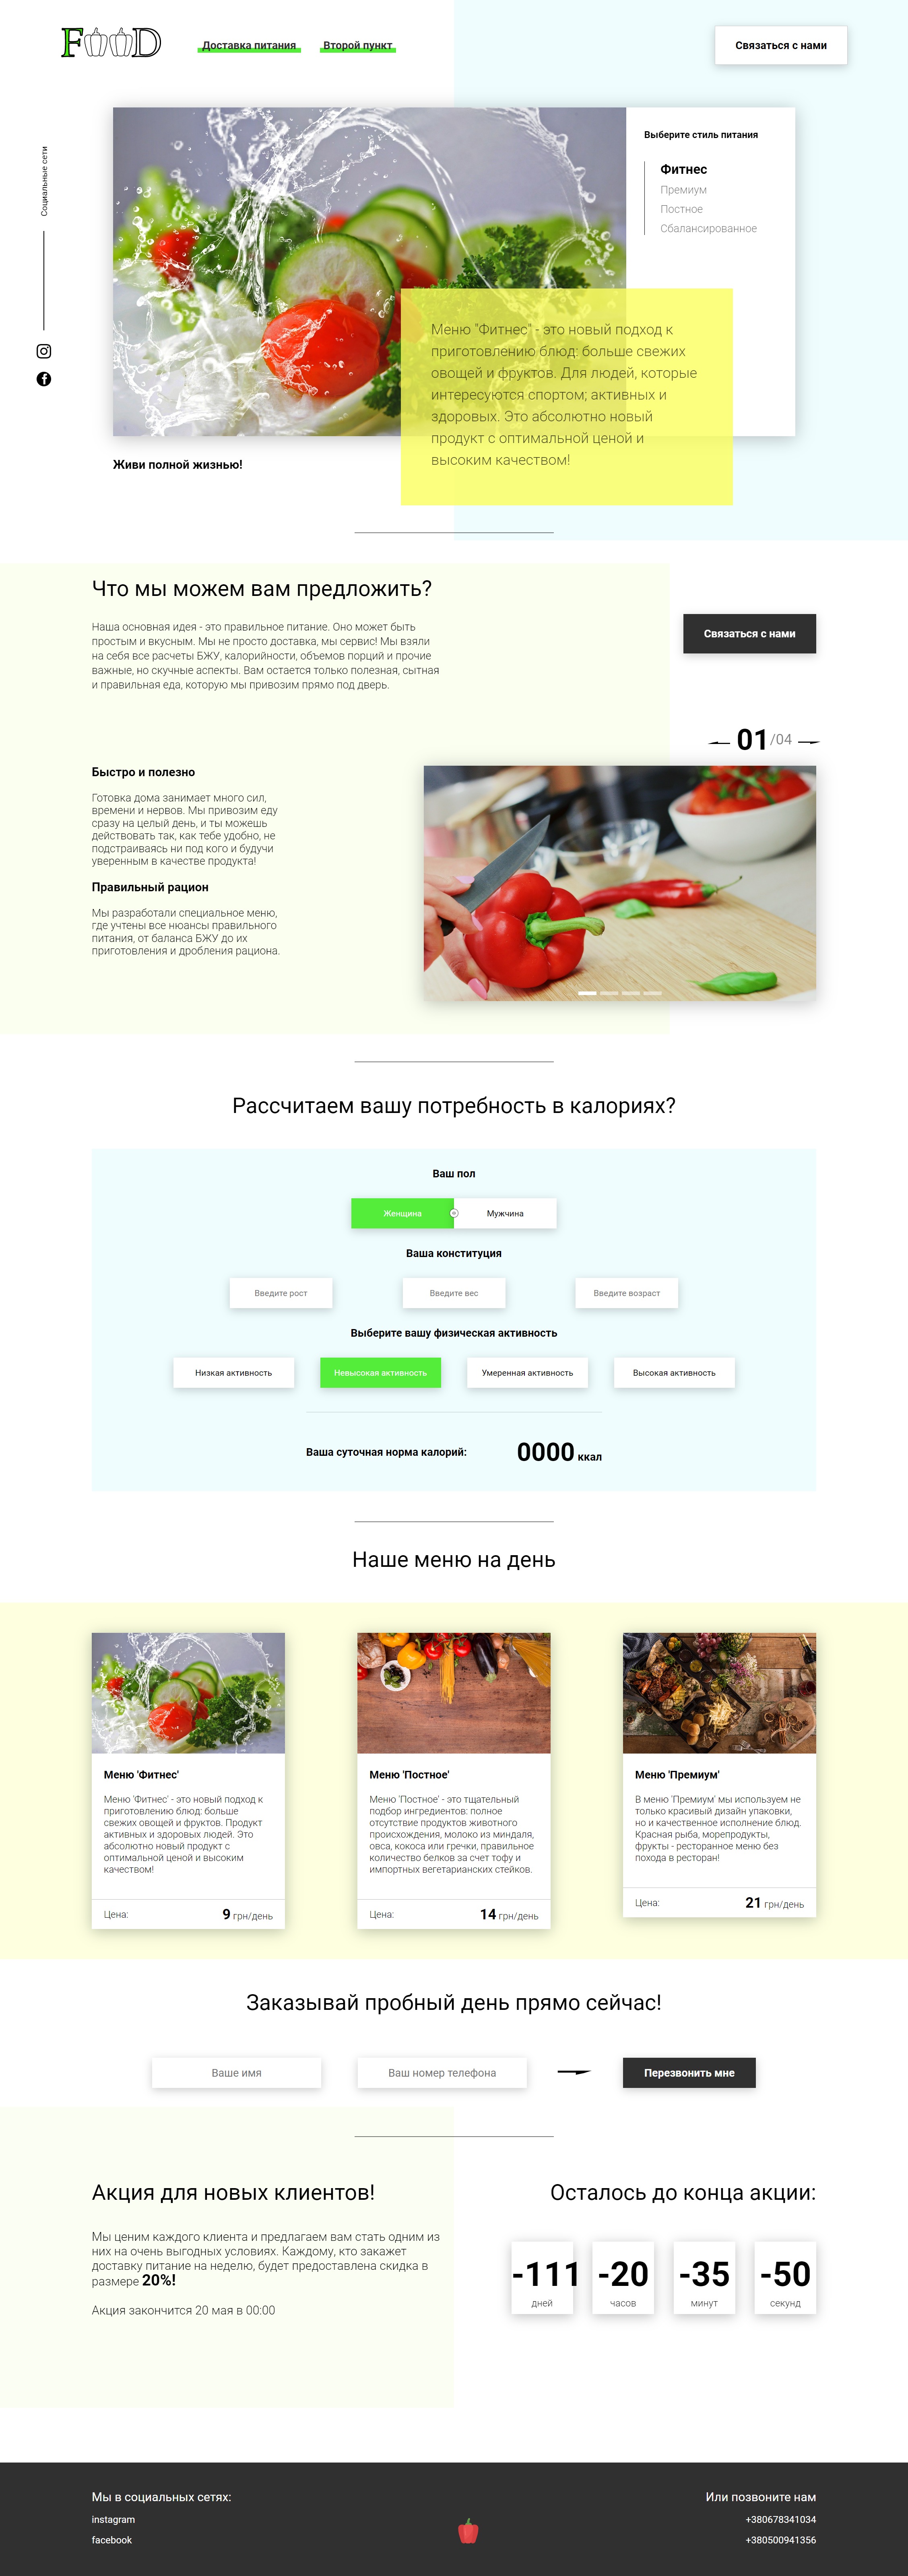 FOOD
Доставка питания
Второй пункт
Связаться с нами
Социальные сети
Выберите стиль питания
Фитнес
Премиум
Постное
Сбалансированное
Меню "Фитнес" - это новый подход к
приготовлению блюд: больше свежих
овощей и фруктов. Для людей, которые
интересуются спортом; активных и
здоровых. Это абсолютно новый
продукт с оптимальной ценой и
высоким качеством!
Живи полной жизнью!
Что мы можем вам предложить?
Наша основная идея - это правильное питание. Оно может быть
простым и вкусным. Мы не просто доставка, мы сервис! Мы взяли
на себя все расчеты БЖУ, калорийности, объемов порций и прочие
важные, но скучные аспекты. Вам остается только полезная, сытная
и правильная еда, которую мы привозим прямо под дверь.
Связаться с нами
01/04
Быстро и полезно
Готовка дома занимает много сил,
времени и нервов. Мы привозим еду
сразу на целый день, и ты можешь
действовать так, как тебе удобно, не
подстраиваясь ни под кого и будучи
уверенным в качестве продукта!
Правильный рацион
Мы разработали специальное меню,
где учтены все нюансы правильного
питания, от баланса БЖУ до их
приготовления и дробления рациона.
Рассчитаем вашу потребность в калориях?
Ваш пол
Женщина
Мужчина
Ваша конституция
Введите рост
Введите вес
Введите возраст
Выберите вашу физическая активность
Низкая активность
Невысокая активность
Умеренная активность
Высокая активность
Ваша суточная норма калорий:
0000 ккал
Наше меню на день
Меню 'Фитнес'
Меню 'Фитнес' - это новый подход к
приготовлению блюд: больше
свежих овощей и фруктов. Продукт
активных и здоровых людей. Это
абсолютно новый продукт с
оптимальной ценой и высоким
качеством!
Цена:
9 грн/день
Меню 'Постное'
Меню 'Постное' - это тщательный
подбор ингредиентов: полное
отсутствие продуктов животного
происхождения, молоко из миндаля,
овса, кокоса или гречки, правильное
количество белков за счет тофу и
импортных вегетарианских стейков.
Цена:
14 грн/день
Меню 'Премиум'
В меню 'Премиум' мы используем не
только красивый дизайн упаковки,
но и качественное исполнение блюд.
Красная рыба, морепродукты,
фрукты - ресторанное меню без
похода в ресторан!
Цена:
21 грн/день
Заказывай пробный день прямо сейчас!
Ваше имя
Ваш номер телефона
Перезвонить мне
Акция для новых клиентов!
Мы ценим каждого клиента и предлагаем вам стать одним из
них на очень выгодных условиях. Каждому, кто закажет
доставку питание на неделю, будет предоставлена скидка в
размере 20%!
Акция закончится 20 мая в 00:00
Осталось до конца акции:
-111
дней
-20
часов
-35
минут
-50
секунд
Мы в социальных сетях:
instagram
facebook
Или позвоните нам
+380678341034
+380500941356